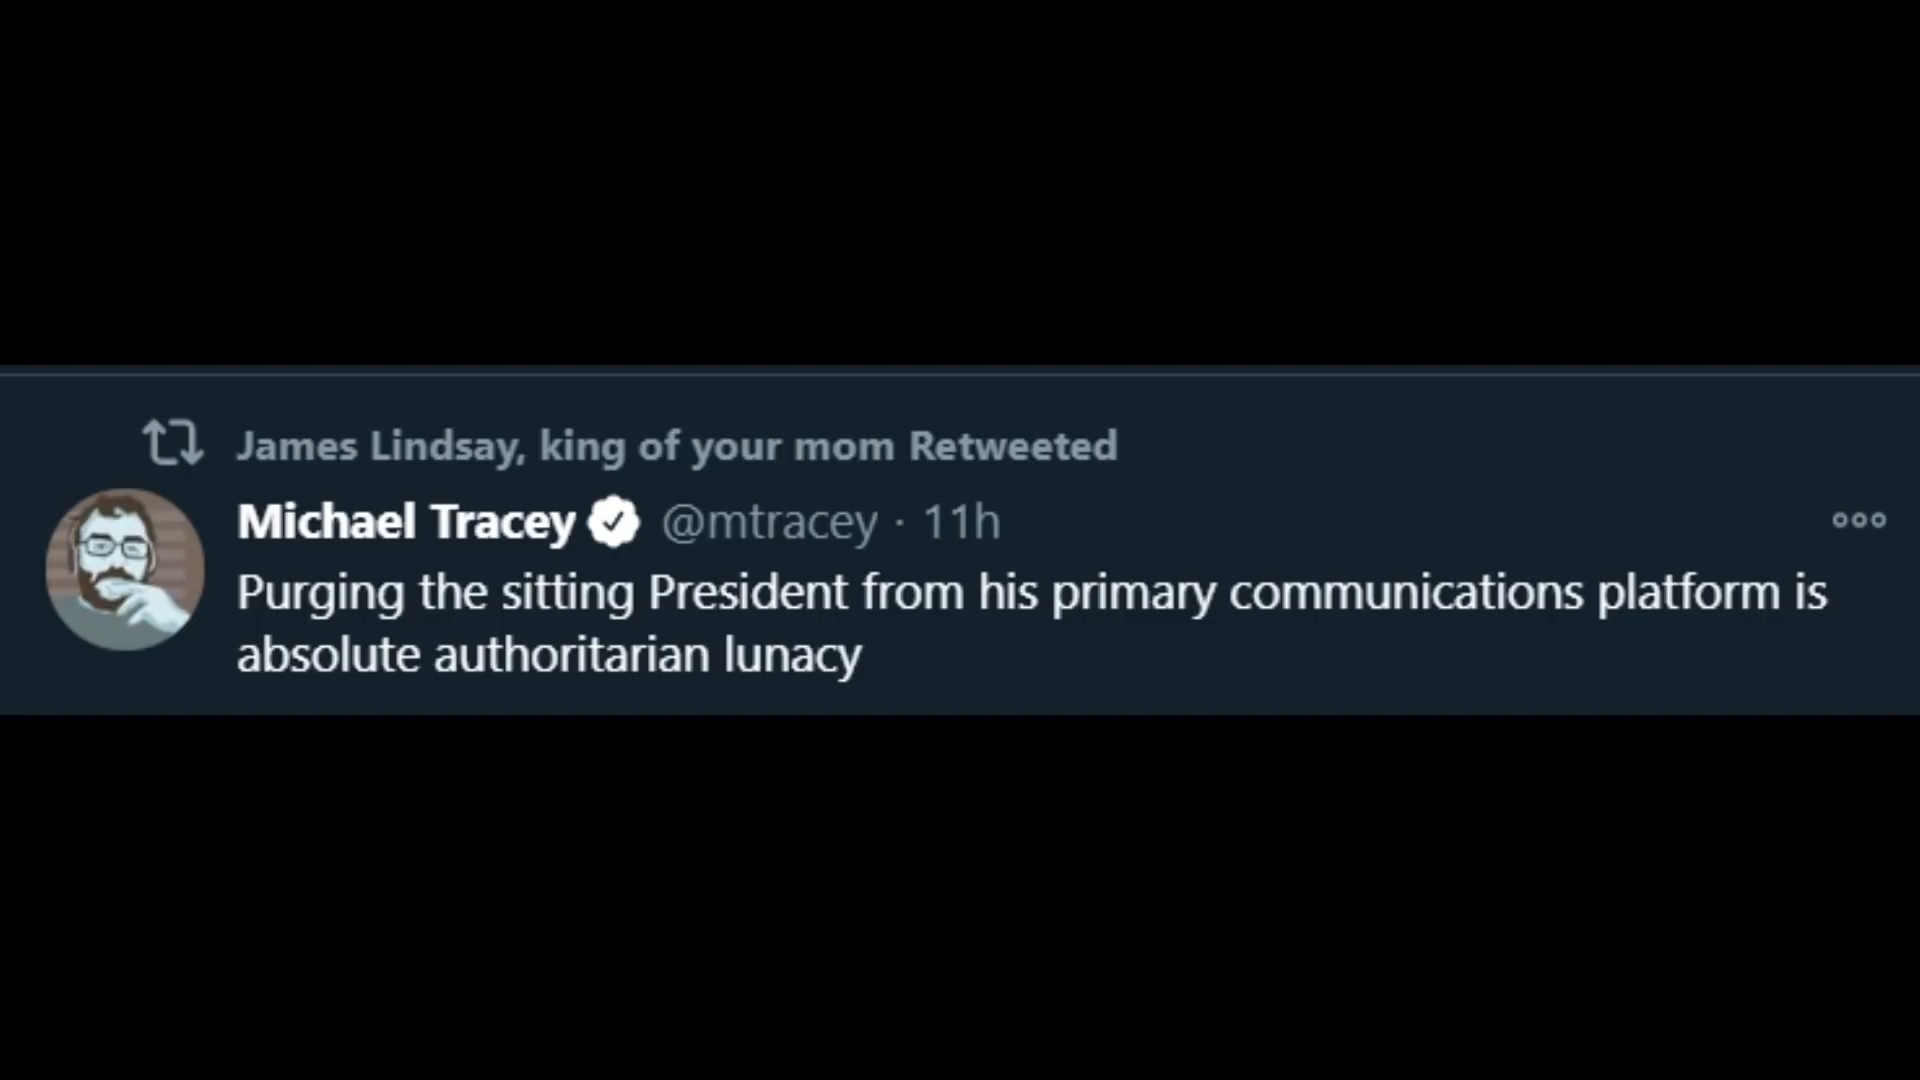 James Lindsay, king of your mom Retweeted
Michael Tracey @mtracey · 11h
Purging the sitting President from his primary communications platform is
absolute authoritarian lunacy